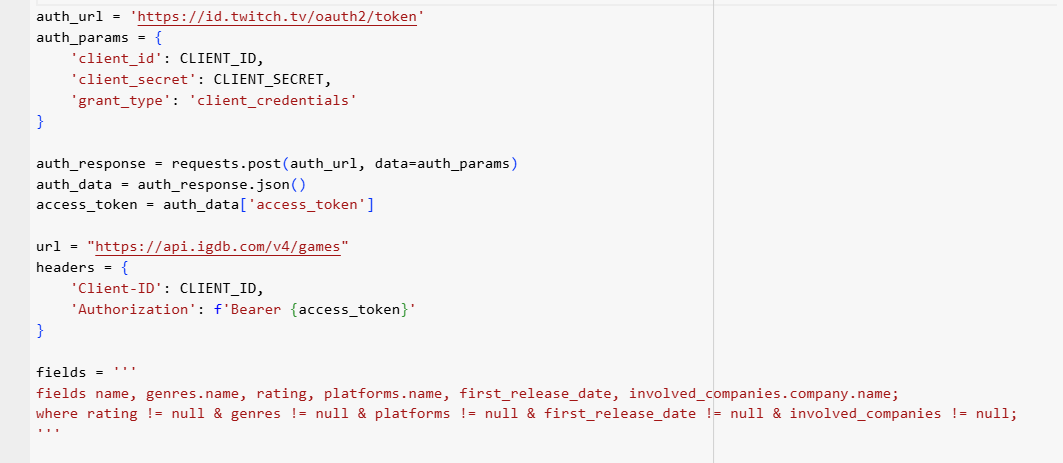 auth_url = 'https://id.twitch.tv/oauth2/token'
auth_params = {
    'client_id': CLIENT_ID,
    'client_secret': CLIENT_SECRET,
    'grant_type': 'client_credentials'
}
auth_response = requests.post(auth_url, data=auth_params)
auth_data = auth_response.json()
access_token = auth_data['access_token']
url = "https://api.igdb.com/v4/games"
headers = {
    'Client-ID': CLIENT_ID,
    'Authorization': f'Bearer {access_token}'
}
fields = '''
fields name, genres.name, rating, platforms.name, first_release_date, involved_companies.company.name;
where rating != null & genres != null & platforms != null & first_release_date != null & involved_companies != null;
'''